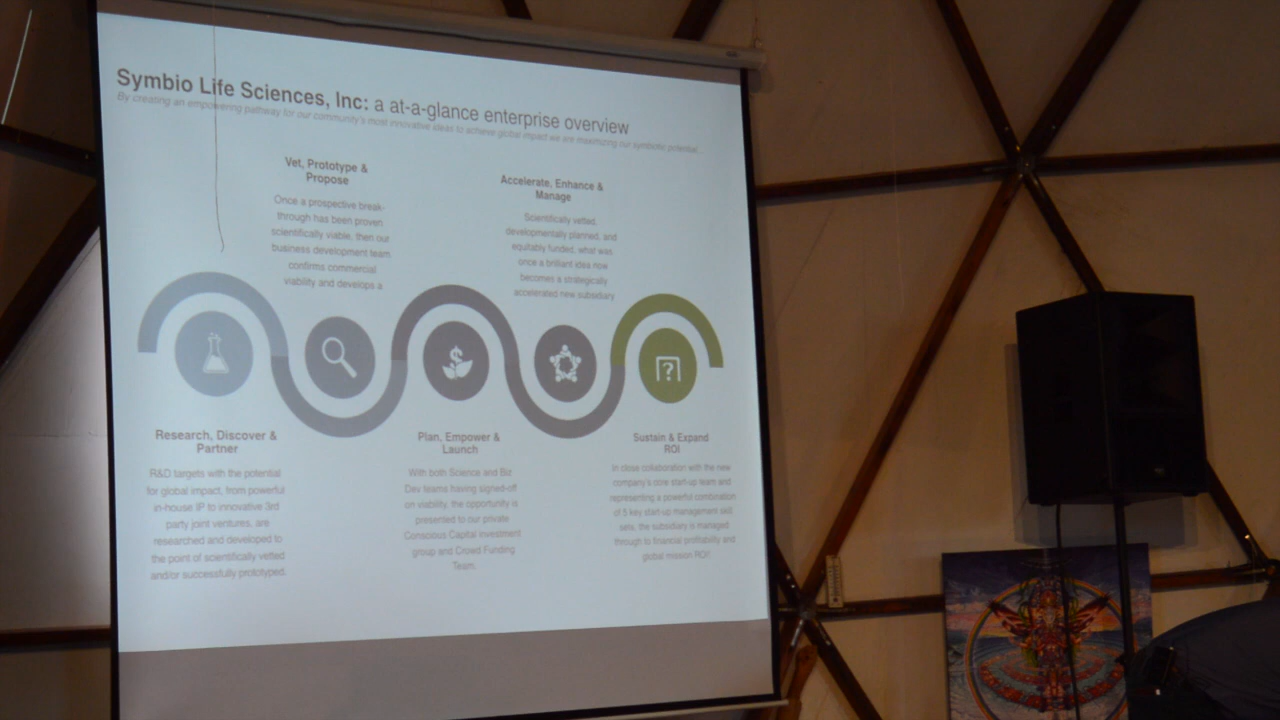 Symbio Life Sciences, Inc: a at-a-glance enterprise overview
By creating an empowering pathway for our community's most innovative ideas to achieve global impact we are maximizing our symbiotic potential...
Vet, Prototype &
Propose
Once a prospective break-
through has been proven
scientifically viable, then our
business development team
confirms commercial
viability and develops a
Accelerate, Enhance &
Manage
Scientifically vetted,
developmentally planned, and
equitably funded, what was
once a brilliant idea now
becomes a strategically
accelerated new subsidiary
$
?
Research, Discover &
Partner
R&D targets with the potential
for global impact, from powerful
in-house IP to innovative 3rd
party joint ventures, are
researched and developed to
the point of scientifically vetted
and/or successfully prototyped.
Plan, Empower &
Launch
With both Science and Biz
Dev teams having signed-off
on viability, the opportunity is
presented to our private
Conscious Capital investment
group and Crowd Funding
Team.
Sustain & Expand
ROI
In close collaboration with the new
company's core start-up team and
representing a powerful combination
of 5 key start-up management skill
sets, the subsidiary is managed
through to financial profitability and
global mission ROI!